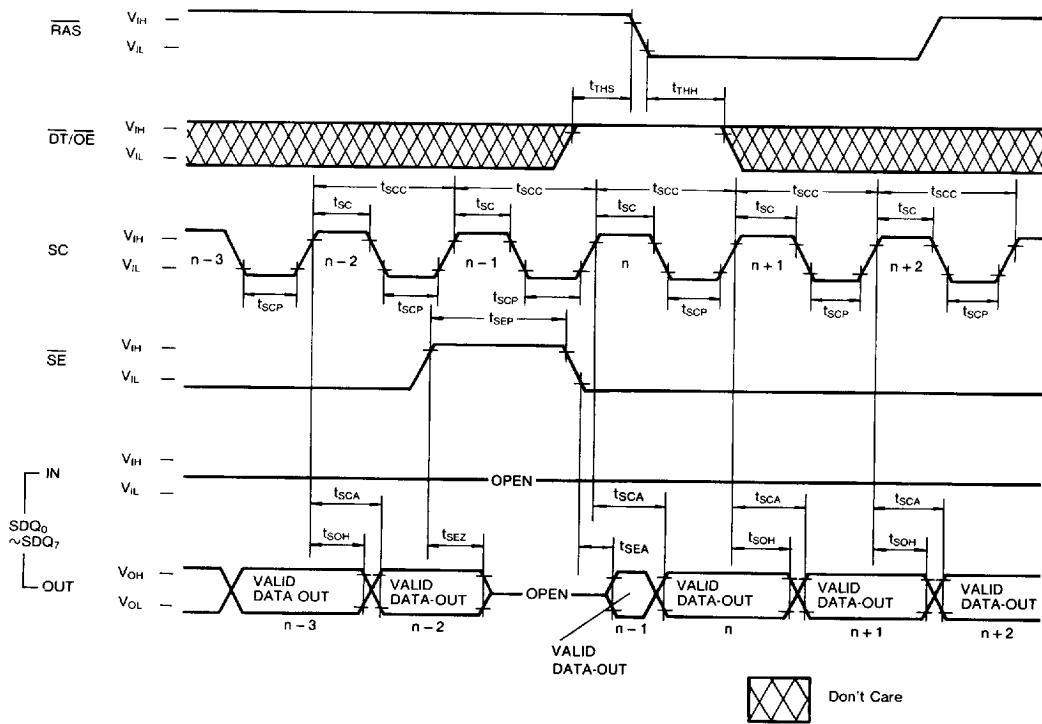 RAS
V_IH
V_IL
t_THS
t_THH
DT/OE
V_IH
V_IL
t_SCC t_SCC t_SCC t_SCC t_SCC
t_SC t_SC t_SC t_SC t_SC
SC
V_IH
V_IL
n-3 n-2 n-1 n n+1 n+2
t_SCP t_SCP t_SCP t_SCP t_SCP t_SCP
t_SEP
SE
V_IH
V_IL
IN
V_IH
V_IL
OPEN
SDQ0
~SDQ7
t_SCA t_SCA t_SCA t_SCA
t_SOH t_SEZ t_SEA t_SOH t_SOH
OUT
V_OH
V_OL
VALID DATA OUT
VALID DATA-OUT
OPEN
VALID DATA-OUT
VALID DATA-OUT
VALID DATA-OUT
n-3 n-2 n-1 n n+1 n+2
VALID
DATA-OUT
Don't Care